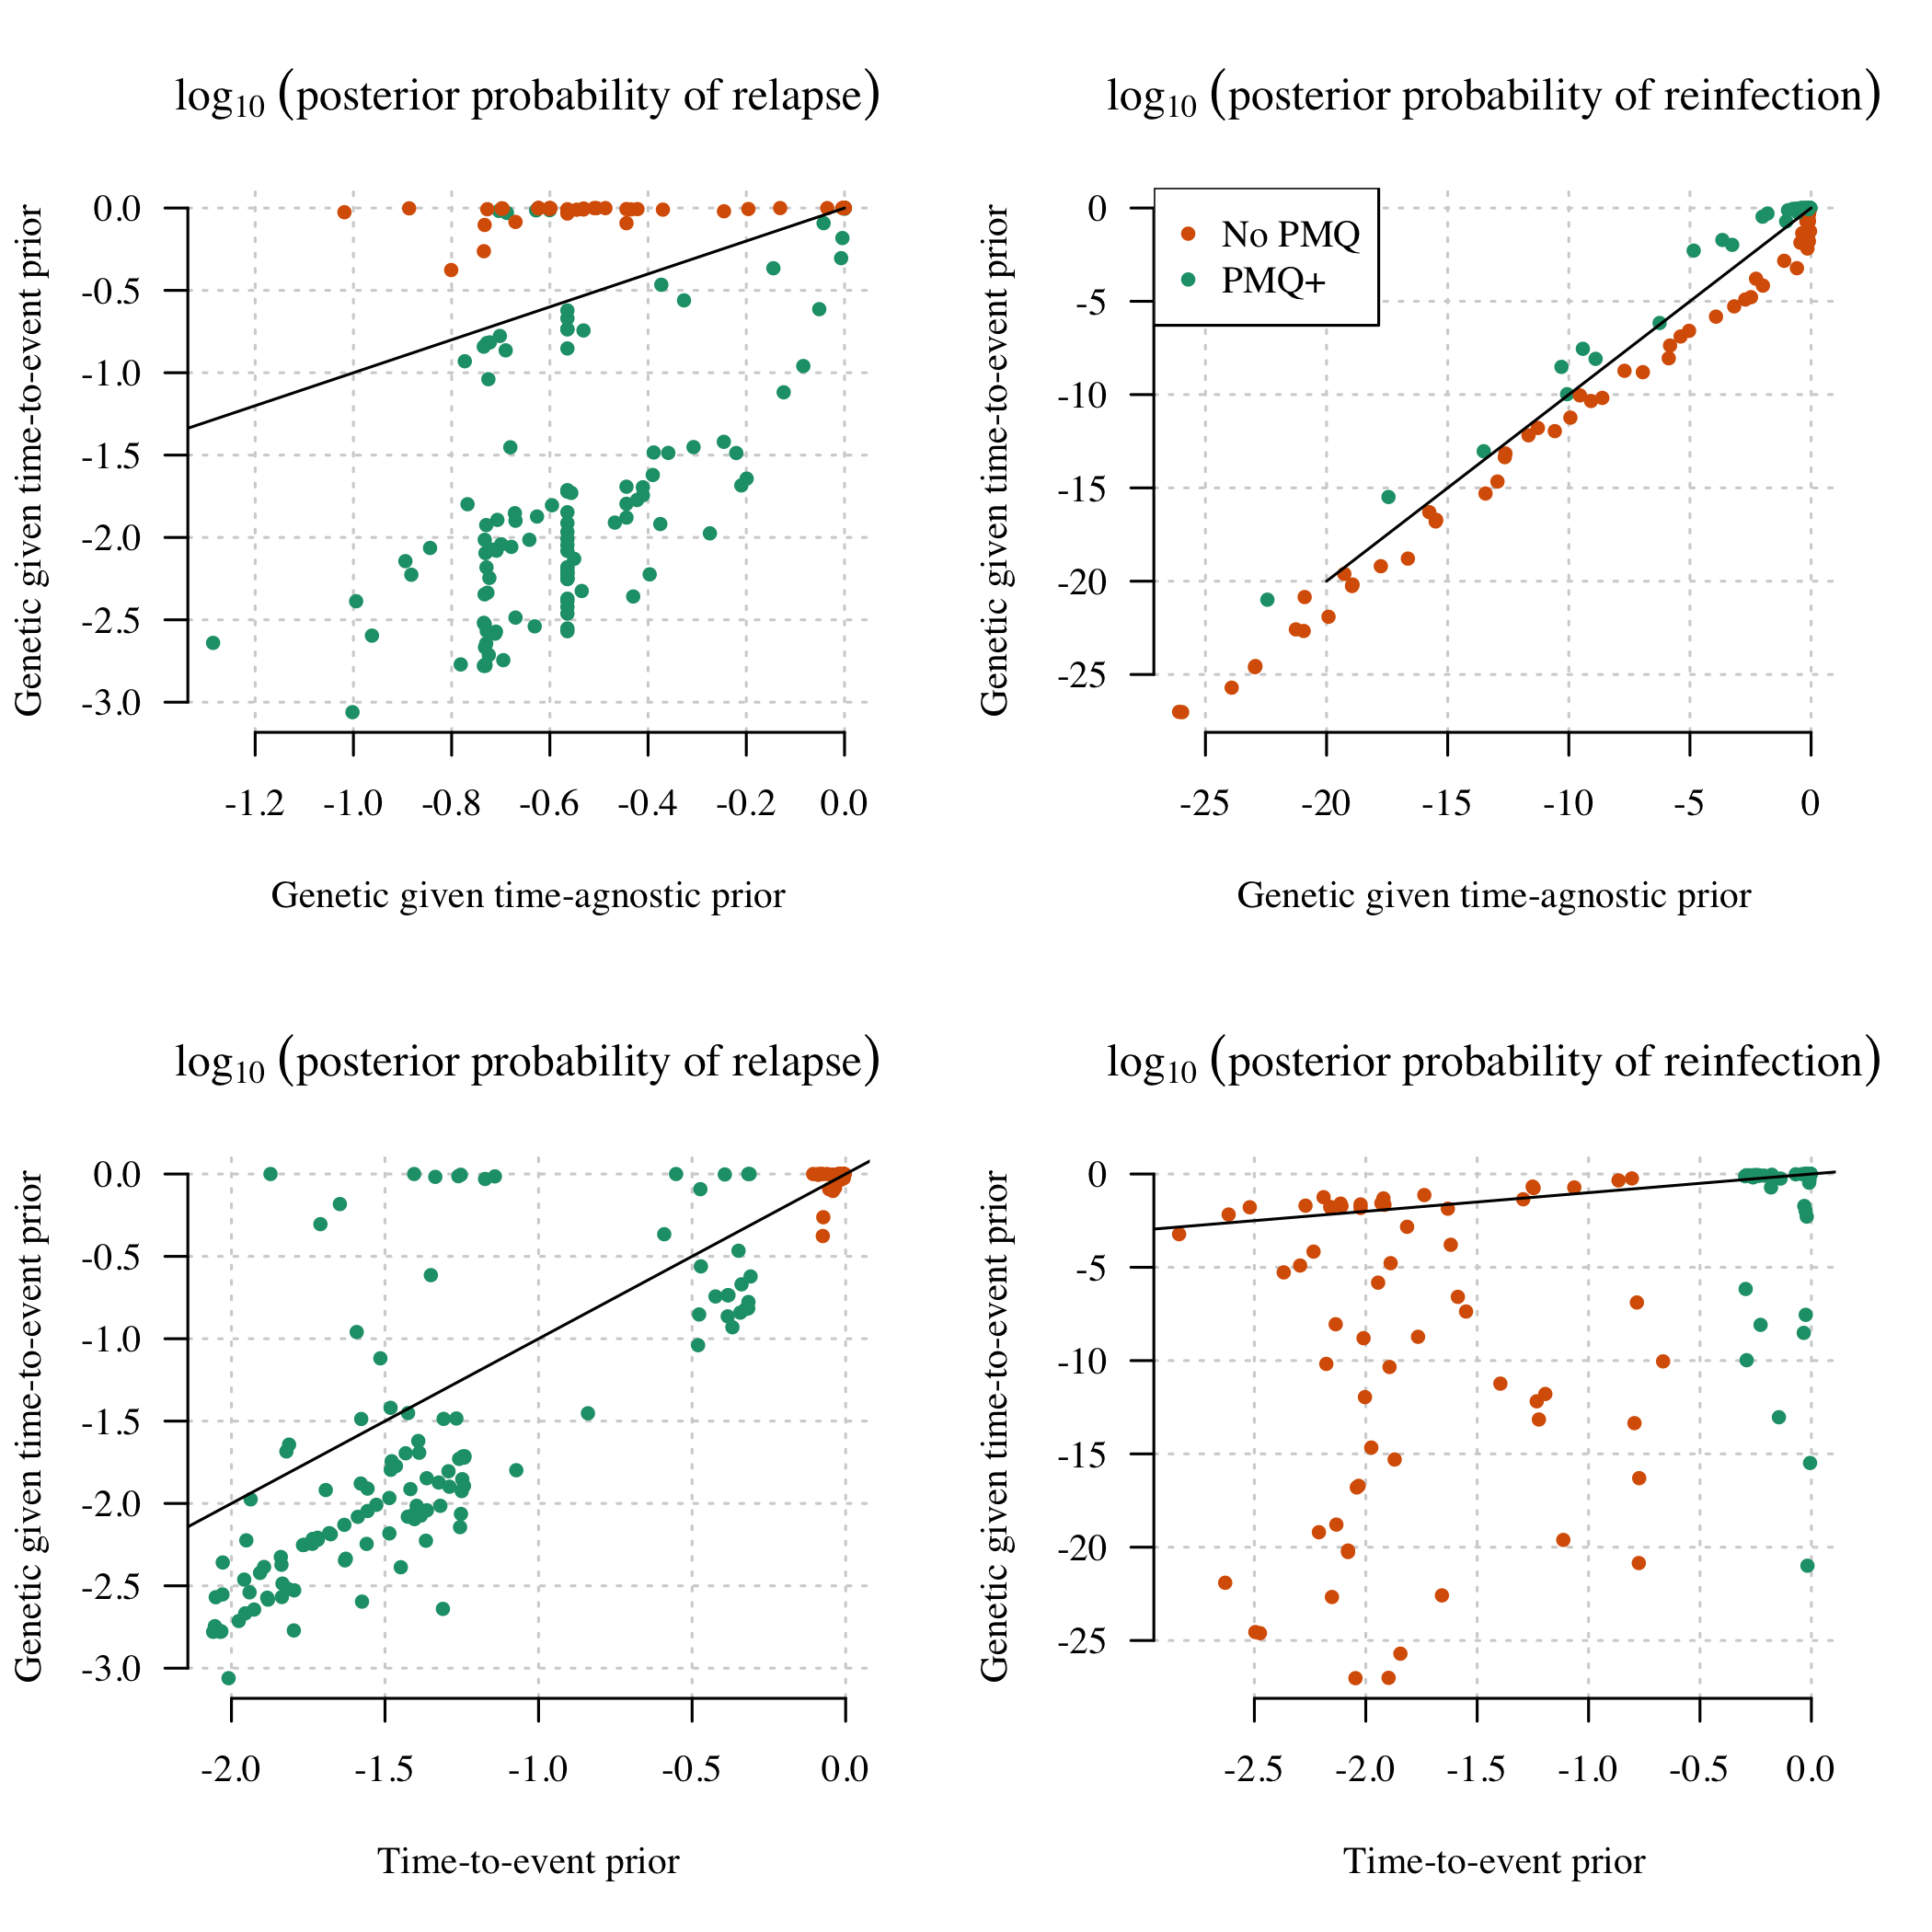 log10 (posterior probability of relapse)
Genetic given time-to-event prior
0.0
-0.5
-1.0
-1.5
-2.0
-2.5
-3.0
-1.2 -1.0 -0.8 -0.6 -0.4 -0.2 0.0
Genetic given time-agnostic prior
log10 (posterior probability of reinfection)
Genetic given time-to-event prior
0
-5
-10
-15
-20
-25
No PMQ
PMQ+
-25 -20 -15 -10 -5 0
Genetic given time-agnostic prior
log10 (posterior probability of relapse)
Genetic given time-to-event prior
0.0
-0.5
-1.0
-1.5
-2.0
-2.5
-3.0
-2.0 -1.5 -1.0 -0.5 0.0
Time-to-event prior
log10 (posterior probability of reinfection)
Genetic given time-to-event prior
0
-5
-10
-15
-20
-25
-2.5 -2.0 -1.5 -1.0 -0.5 0.0
Time-to-event prior